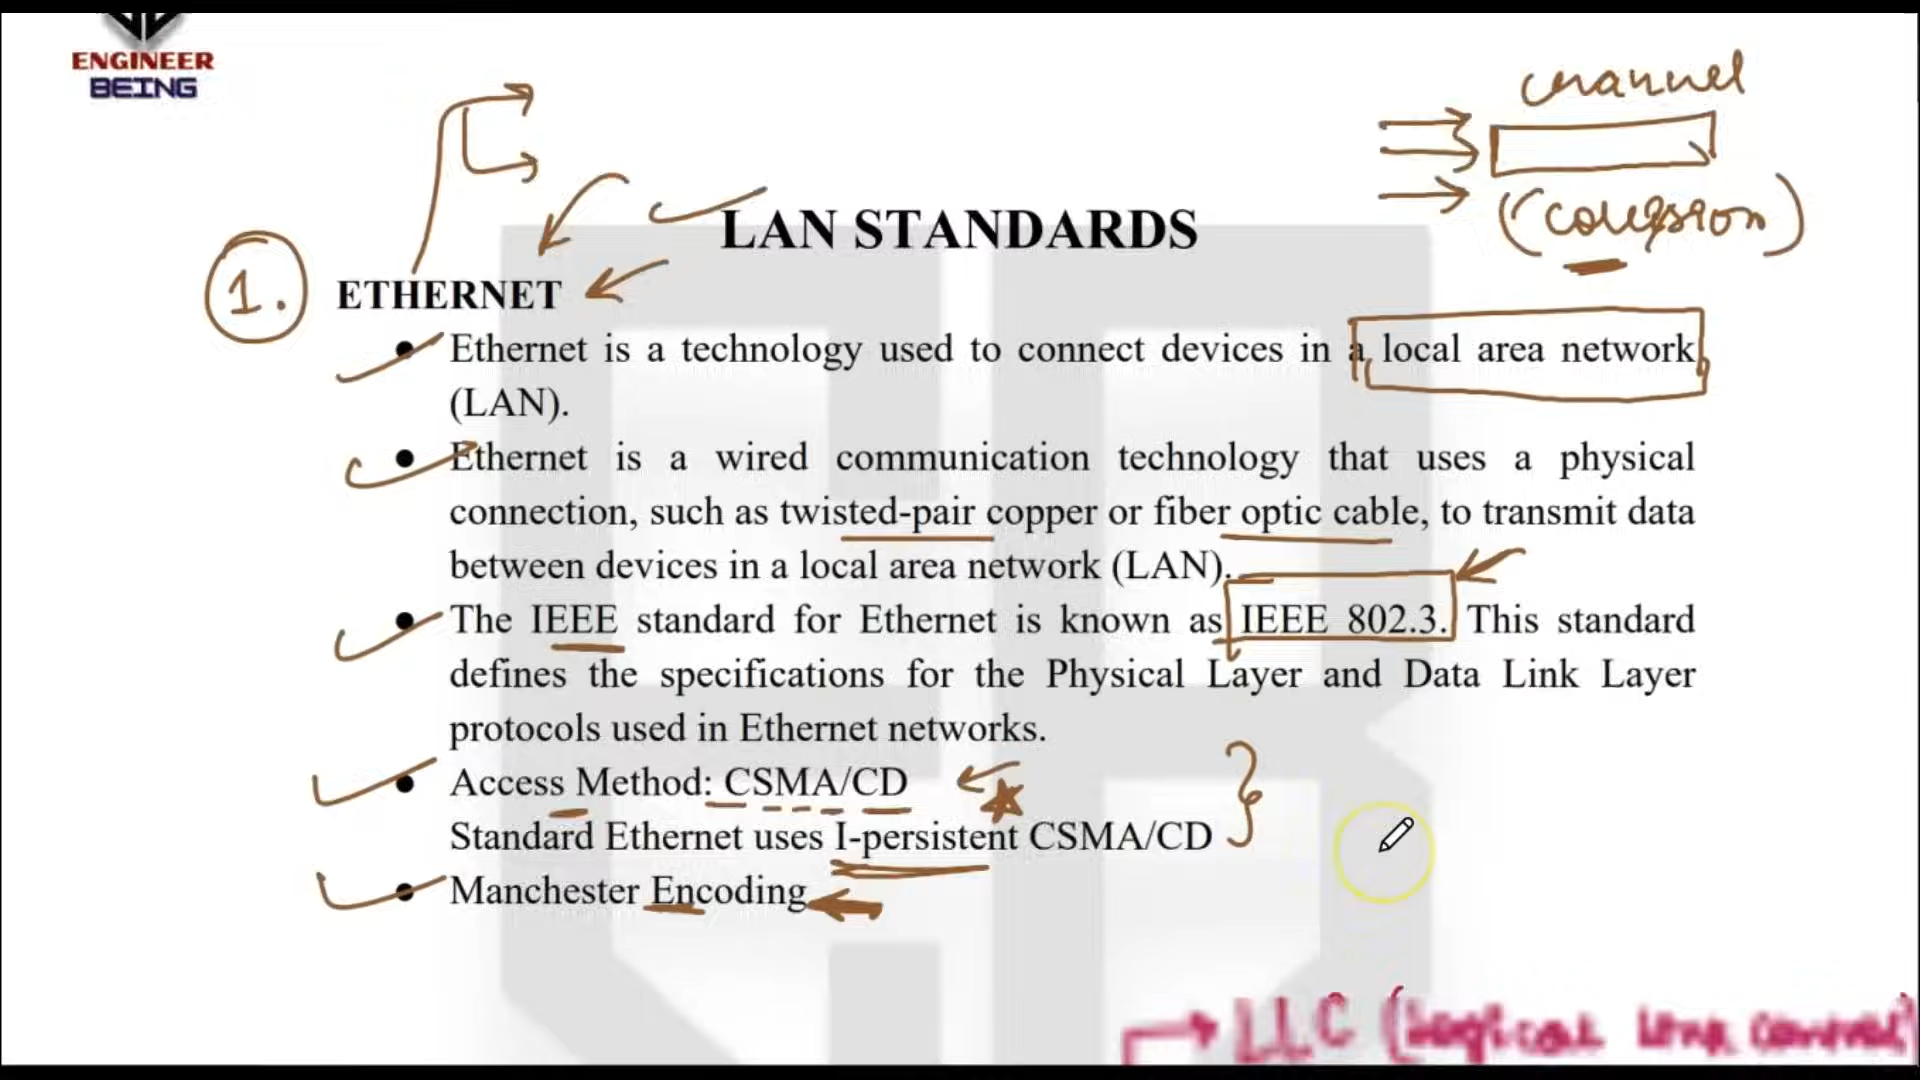 ENGINEER
BEING
channel
(collision)
LAN STANDARDS
1. ETHERNET
● Ethernet is a technology used to connect devices in a local area network
(LAN).
● Ethernet is a wired communication technology that uses a physical
connection, such as twisted-pair copper or fiber optic cable, to transmit data
between devices in a local area network (LAN).
● The IEEE standard for Ethernet is known as IEEE 802.3. This standard
defines the specifications for the Physical Layer and Data Link Layer
protocols used in Ethernet networks.
● Access Method: CSMA/CD
Standard Ethernet uses I-persistent CSMA/CD
● Manchester Encoding
LLC (Logical Link control)